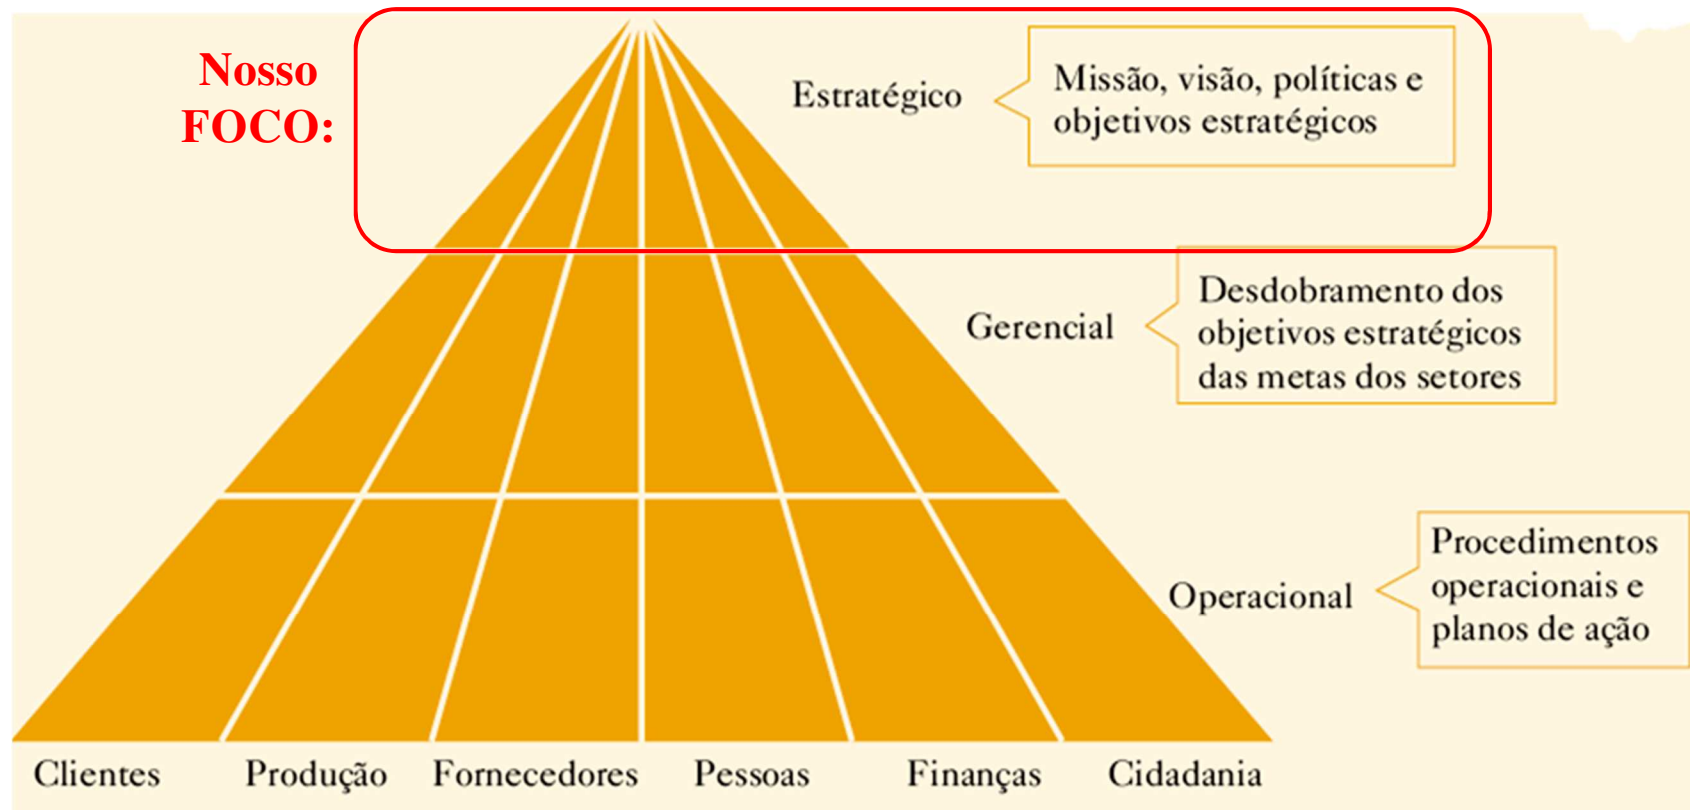 Nosso
FOCO:
Estratégico
Missão, visão, políticas e
objetivos estratégicos
Gerencial
Desdobramento dos
objetivos estratégicos
das metas dos setores
Operacional
Procedimentos
operacionais e
planos de ação
Clientes Produção Fornecedores Pessoas Finanças Cidadania